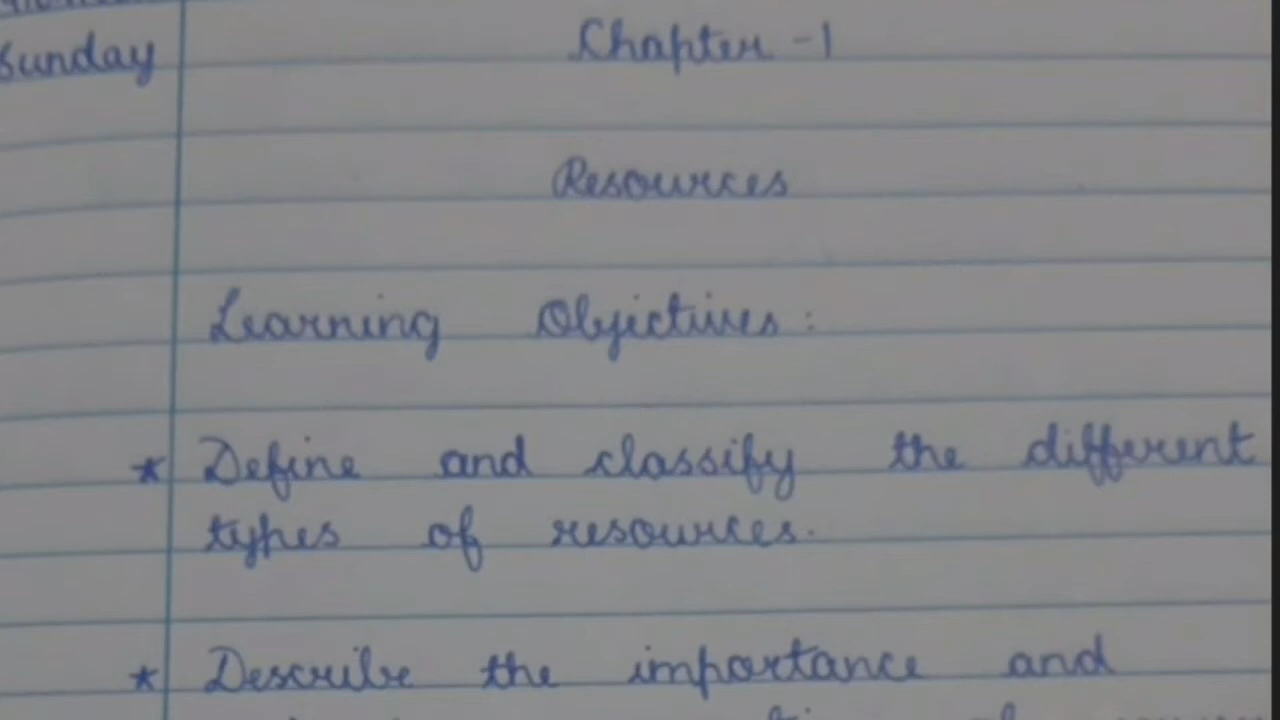 Sunday
Chapter -1
Resources
Learning Objectives:
* Define and classify the different
types of resources.
* Describe the importance and